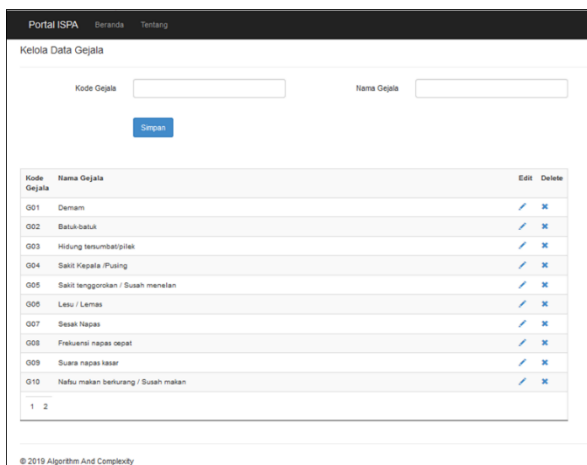 Portal ISPA Beranda Tentang
Kelola Data Gejala
Kode Gejala Nama Gejala
Simpan
Kode Gejala Nama Gejala Edit Delete
G01 Demam
G02 Batuk-batuk
G03 Hidung tersumbat/pilek
G04 Sakit Kepala /Pusing
G05 Sakit tenggorokan / Susah menelan
G06 Lesu / Lemas
G07 Sesak Napas
G08 Frekuensi napas cepat
G09 Suara napas kasar
G10 Nafsu makan berkurang / Susah makan
1 2
© 2019 Algorithm And Complexity